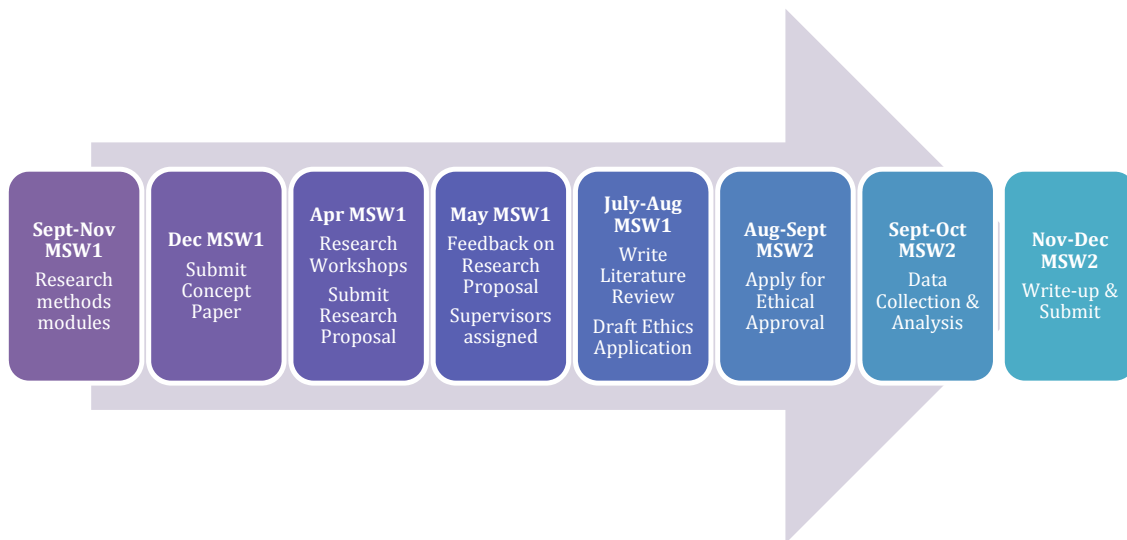 Sept-Nov
MSW1
Research
methods
modules
Dec MSW1
Submit
Concept
Paper
Apr MSW1
Research
Workshops
Submit
Research
Proposal
May MSW1
Feedback on
Research
Proposal
Supervisors
assigned
July-Aug
MSW1
Write
Literature
Review
Draft Ethics
Application
Aug-Sept
MSW2
Apply for
Ethical
Approval
Sept-Oct
MSW2
Data
Collection &
Analysis
Nov-Dec
MSW2
Write-up &
Submit